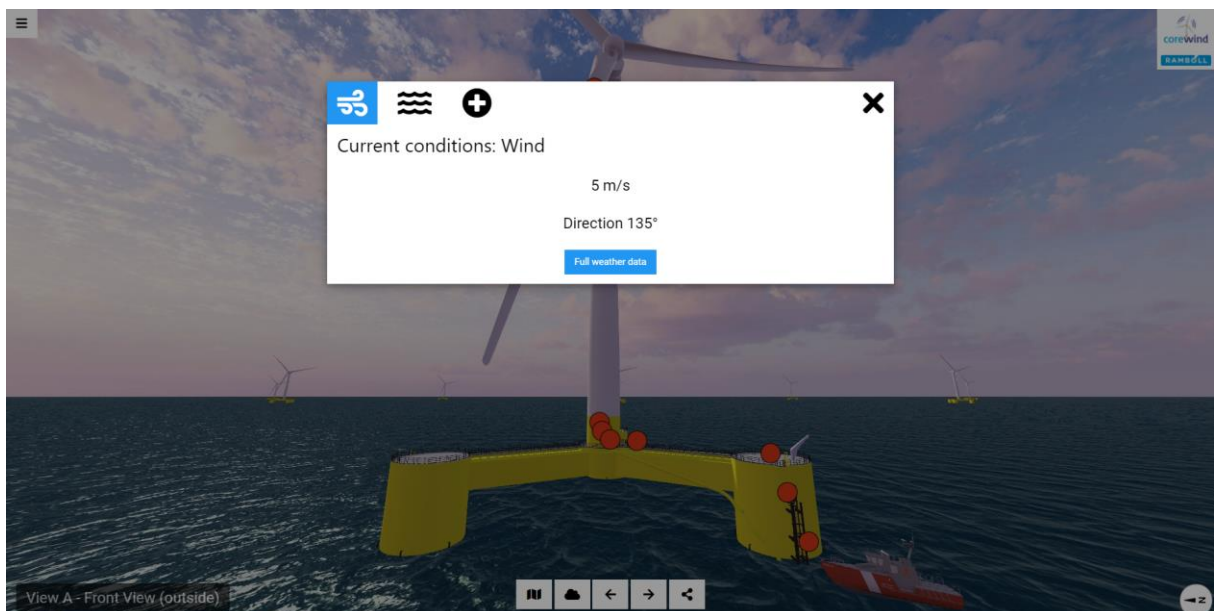 corewind
RAMBOLL
Current conditions: Wind
5 m/s
Direction 135°
Full weather data
View A - Front View (outside)
N